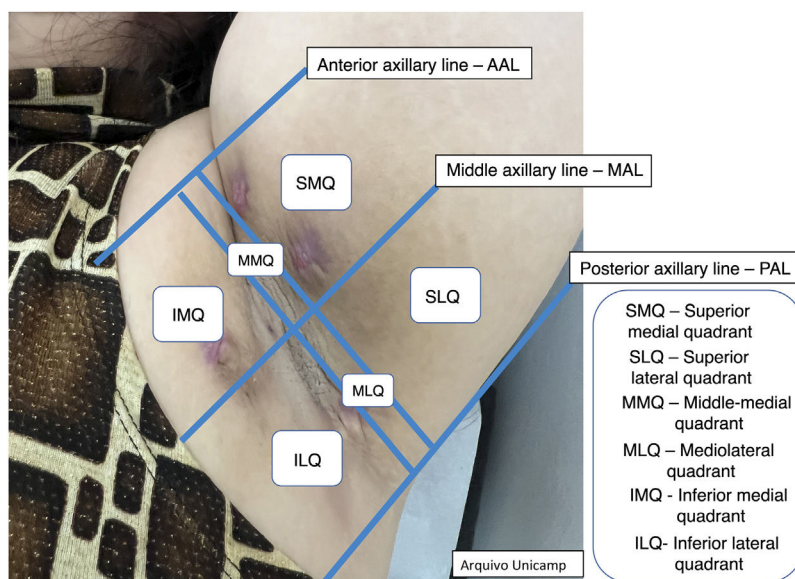 Anterior axillary line – AAL
SMQ
Middle axillary line – MAL
MMQ
Posterior axillary line – PAL
SLQ
IMQ
MLQ
ILQ
SMQ – Superior
medial quadrant
SLQ – Superior
lateral quadrant
MMQ – Middle-medial
quadrant
MLQ – Mediolateral
quadrant
IMQ - Inferior medial
quadrant
ILQ- Inferior lateral
quadrant
Arquivo Unicamp